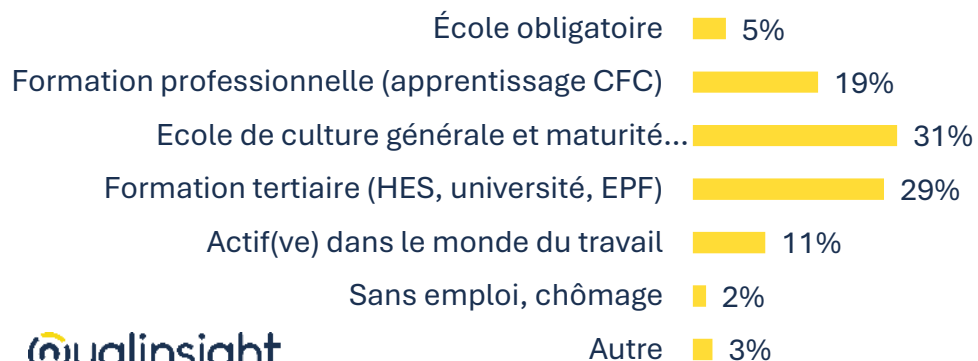 École obligatoire 5%
Formation professionnelle (apprentissage CFC) 19%
Ecole de culture générale et maturité... 31%
Formation tertiaire (HES, université, EPF) 29%
Actif(ve) dans le monde du travail 11%
Sans emploi, chômage 2%
Autre 3%
Qualinsight